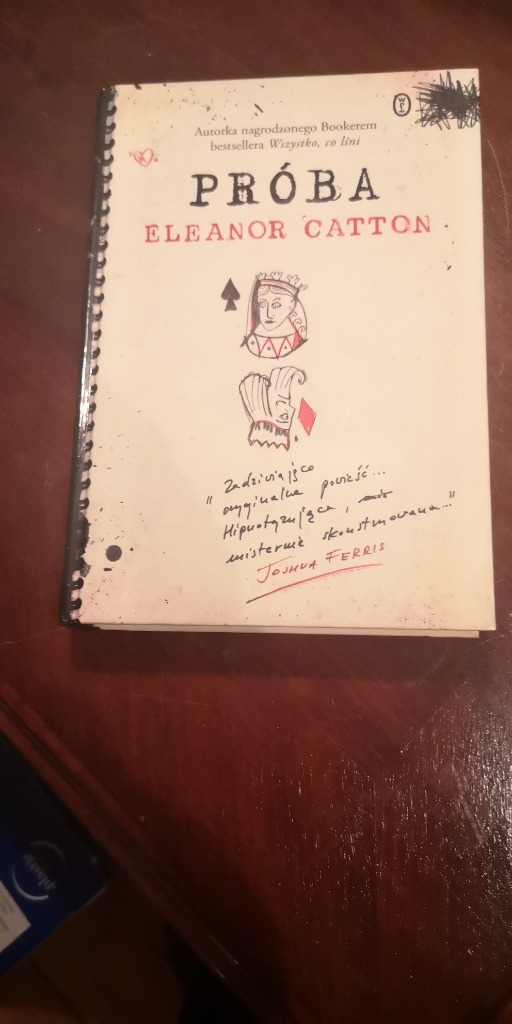 Autorka nagrodzonego Bookerem
bestsellera Wszystko, co lśni
PRÓBA
ELEANOR CATTON
"Zadziwiająco
oryginalna powieść...
Hipnotyzująca,
misternie skonstruowana..."
JOSHUA FERRIS